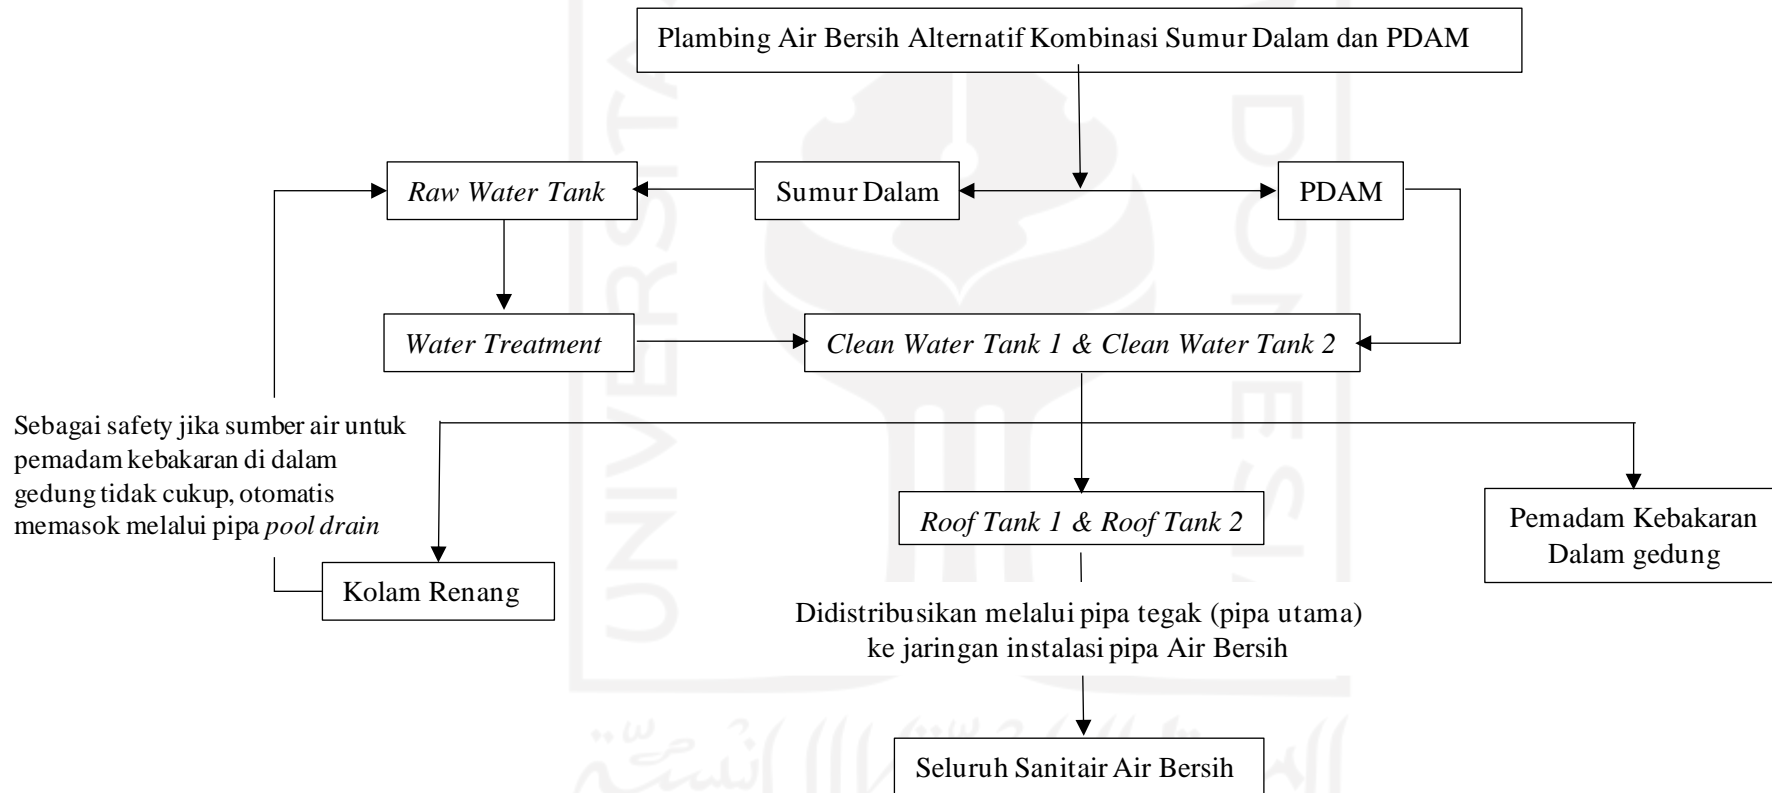 Plambing Air Bersih Alternatif Kombinasi Sumur Dalam dan PDAM
Raw Water Tank
Sumur Dalam
PDAM
Water Treatment
Clean Water Tank 1 & Clean Water Tank 2
Sebagai safety jika sumber air untuk
pemadam kebakaran di dalam
gedung tidak cukup, otomatis
memasok melalui pipa pool drain
Roof Tank 1 & Roof Tank 2
Pemadam Kebakaran
Dalam gedung
Kolam Renang
Didistribusikan melalui pipa tegak (pipa utama)
ke jaringan instalasi pipa Air Bersih
Seluruh Sanitair Air Bersih